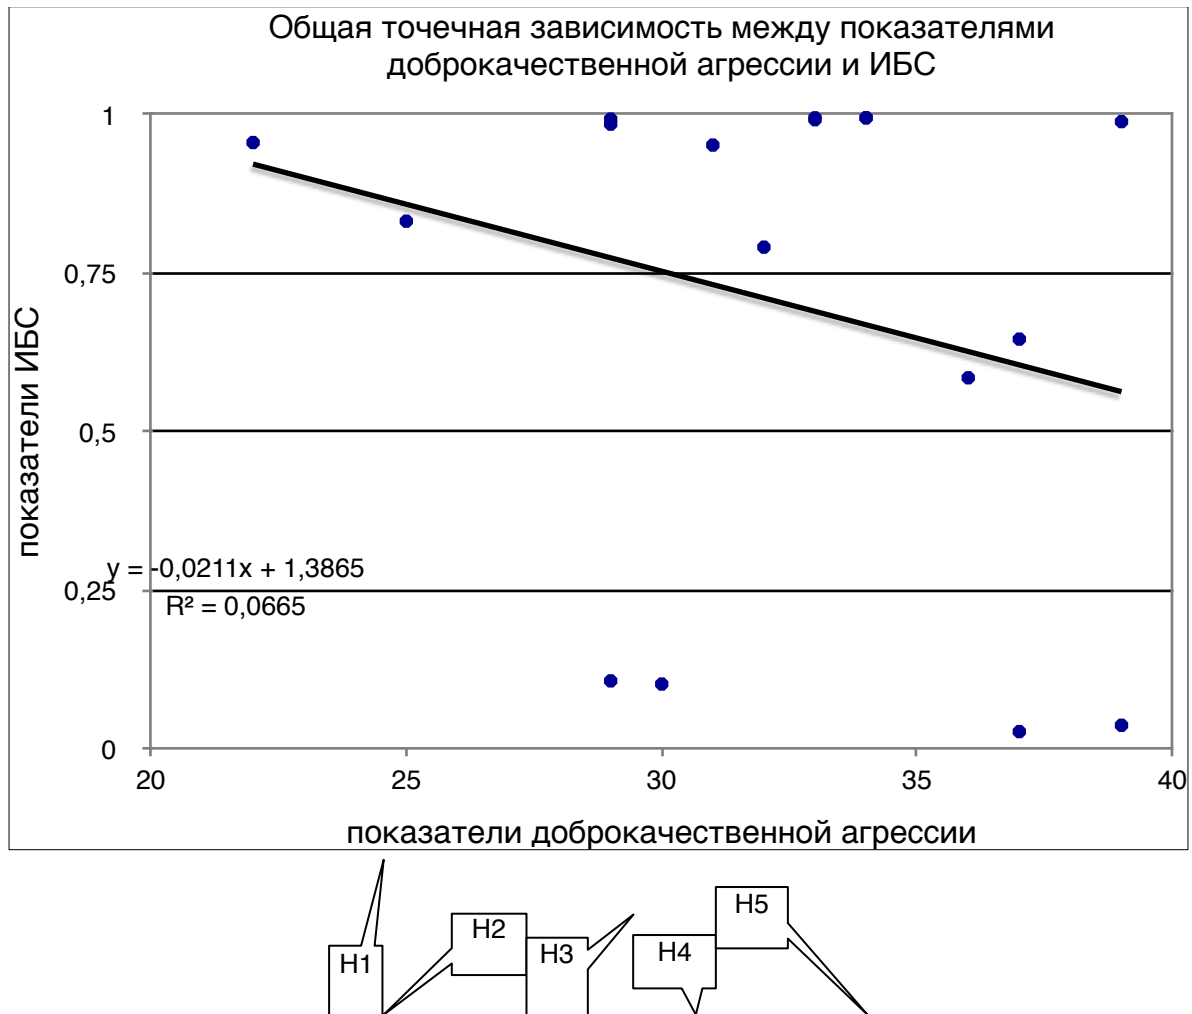 Общая точечная зависимость между показателями
доброкачественной агрессии и ИБС
1
0,75
0,5
0,25
0
показатели ИБС
y = -0,0211x + 1,3865
R² = 0,0665
20 25 30 35 40
показатели доброкачественной агрессии
H1
H2
H3
H4
H5